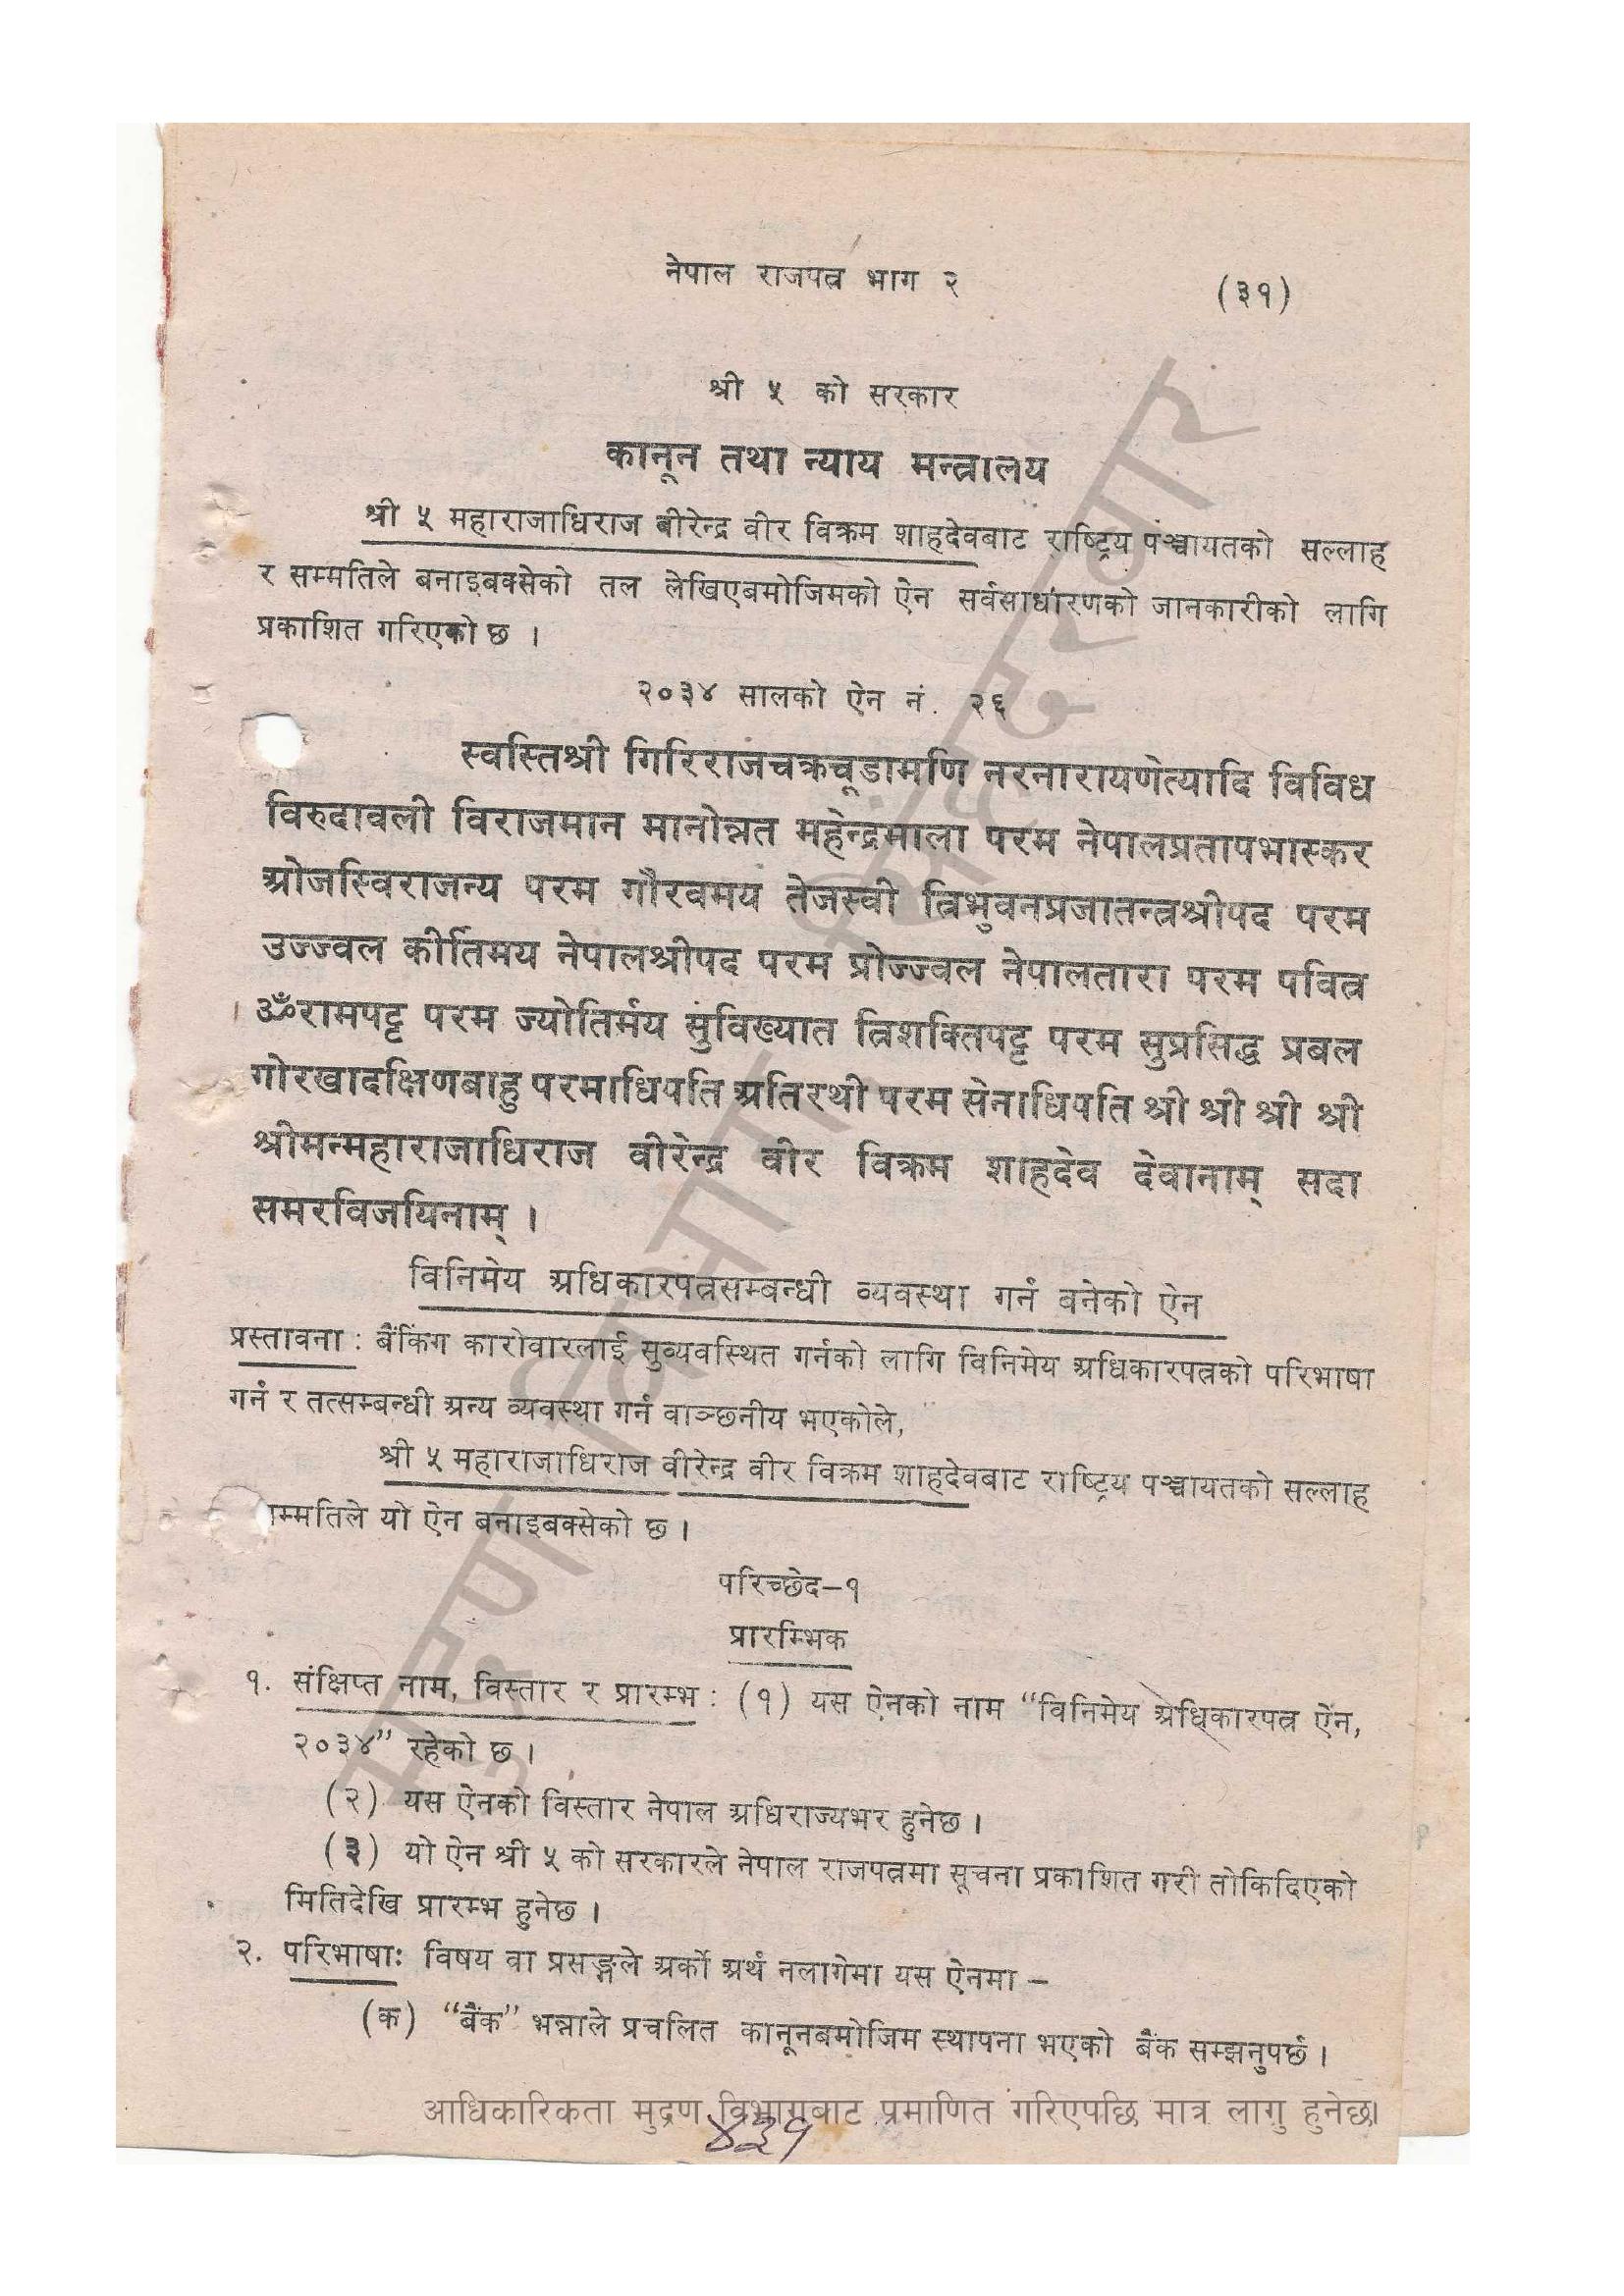 नेपाल राजपत्र भाग २
(३१)
श्री ५ को सरकार
कानून तथा न्याय मन्त्रालय
श्री ५ महाराजाधिराज बीरेन्द्र वीर विक्रम शाहदेवबाट राष्ट्रिय पञ्चायतको सल्लाह
र सम्मतिले बनाइबक्सेको तल लेखिएबमोजिमको ऐन सर्वसाधारणको जानकारीको लागि
प्रकाशित गरिएको छ ।
२०३४ सालको ऐन नं. २६
स्वस्तिश्री गिरिराजचक्रचूडामणि नरनारायणेत्यादि विविध
विरुदावली विराजमान मानोन्नत महेन्द्रमाला परम नेपालप्रतापभास्कर
ओजस्विराजन्य परम गौरवमय तेजस्वी त्रिभुवनप्रजातन्त्रश्रीपद परम
उज्ज्वल कीर्तिमय नेपालश्रीपद परम प्रोज्ज्वल नेपालतारा परम पवित्र
ॐरामपट्ट परम ज्योतिर्मय सुविख्यात त्रिशक्तिपट्ट परम सुप्रसिद्ध प्रबल
गोरखादक्षिणबाहु परमाधिपति अतिरथी परम सेनाधिपति श्री श्री श्री श्री
श्रीमन्महाराजाधिराज वीरेन्द्र वीर विक्रम शाहदेव देवानाम् सदा
समरविजयिनाम् ।
विनिमेय अधिकारपत्रसम्बन्धी व्यवस्था गर्न बनेको ऐन
प्रस्तावना : बैंकिंग कारोवारलाई सुव्यवस्थित गर्नको लागि विनिमेय अधिकारपत्रको परिभाषा
गर्न र तत्सम्बन्धी अन्य व्यवस्था गर्न वाञ्छनीय भएकोले,
श्री ५ महाराजाधिराज वीरेन्द्र वीर विक्रम शाहदेवबाट राष्ट्रिय पञ्चायतको सल्लाह
म्मतिले यो ऐन बनाइबक्सेको छ ।
परिच्छेद–१
प्रारम्भिक
१. संक्षिप्त नाम, विस्तार र प्रारम्भ : (१) यस ऐनको नाम “विनिमेय अधिकारपत्र ऐन,
२०३४” रहेको छ ।
(२) यस ऐनको विस्तार नेपाल अधिराज्यभर हुनेछ ।
(३) यो ऐन श्री ५ को सरकारले नेपाल राजपत्रमा सूचना प्रकाशित गरी तोकिदिएको
मितिदेखि प्रारम्भ हुनेछ ।
२. परिभाषाः विषय वा प्रसङ्गले अर्को अर्थ नलागेमा यस ऐनमा –
(क) “बैंक” भन्नाले प्रचलित कानूनबमोजिम स्थापना भएको बैंक सम्झनुपर्छ ।
आधिकारिकता मुद्रण विभागबाट प्रमाणित गरिएपछि मात्र लागु हुनेछ।
४३१
मुद्रण विभाग, सिंहदरबार